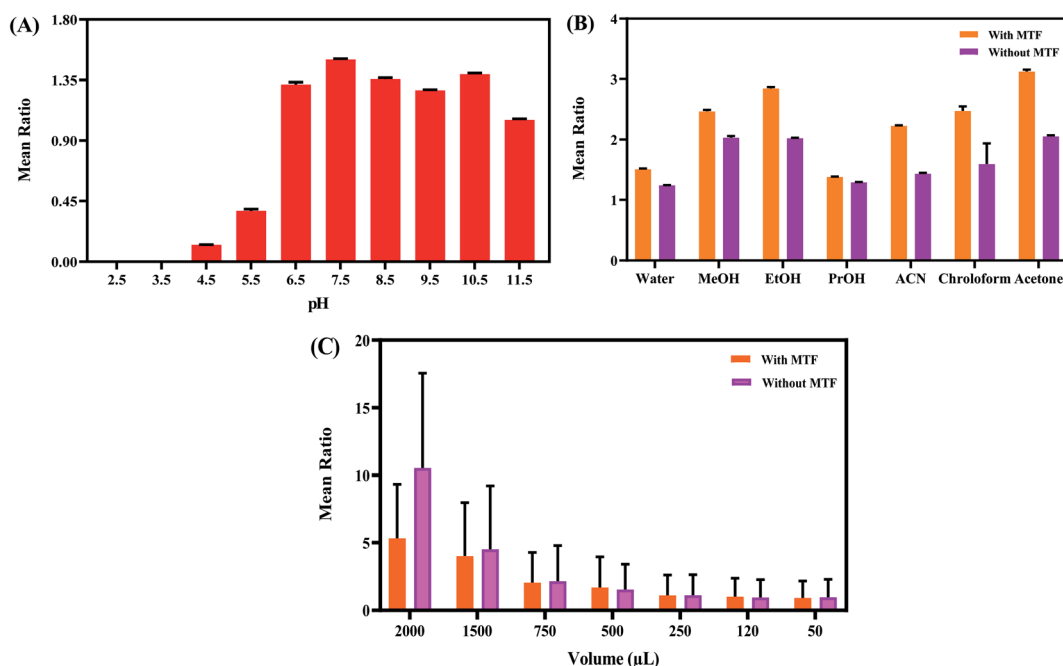 (A)
Mean Ratio
1.80
1.35
0.90
0.45
0.00
2.5 3.5 4.5 5.5 6.5 7.5 8.5 9.5 10.5 11.5
pH
(B)
Mean Ratio
4
3
2
1
0
With MTF
Without MTF
Water MeOH EtOH PrOH ACN Chroloform Acetone
(C)
Mean Ratio
20
15
10
5
0
With MTF
Without MTF
2000 1500 750 500 250 120 50
Volume (µL)